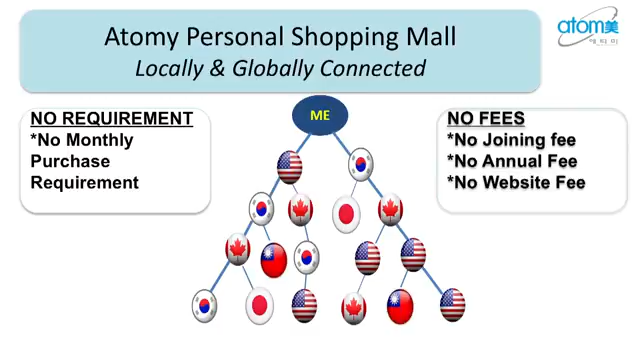 Atomy Personal Shopping Mall
Locally & Globally Connected
atom美
NO REQUIREMENT
*No Monthly
Purchase
Requirement
ME
NO FEES
*No Joining fee
*No Annual Fee
*No Website Fee